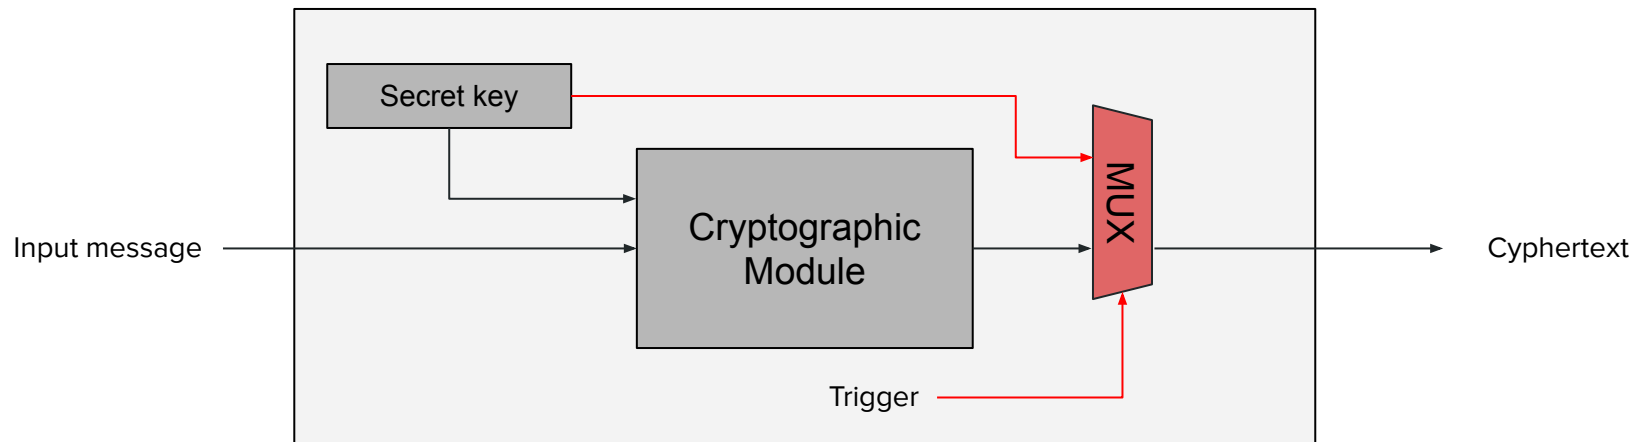 Secret key
Cryptographic
Module
MUX
Input message
Cyphertext
Trigger